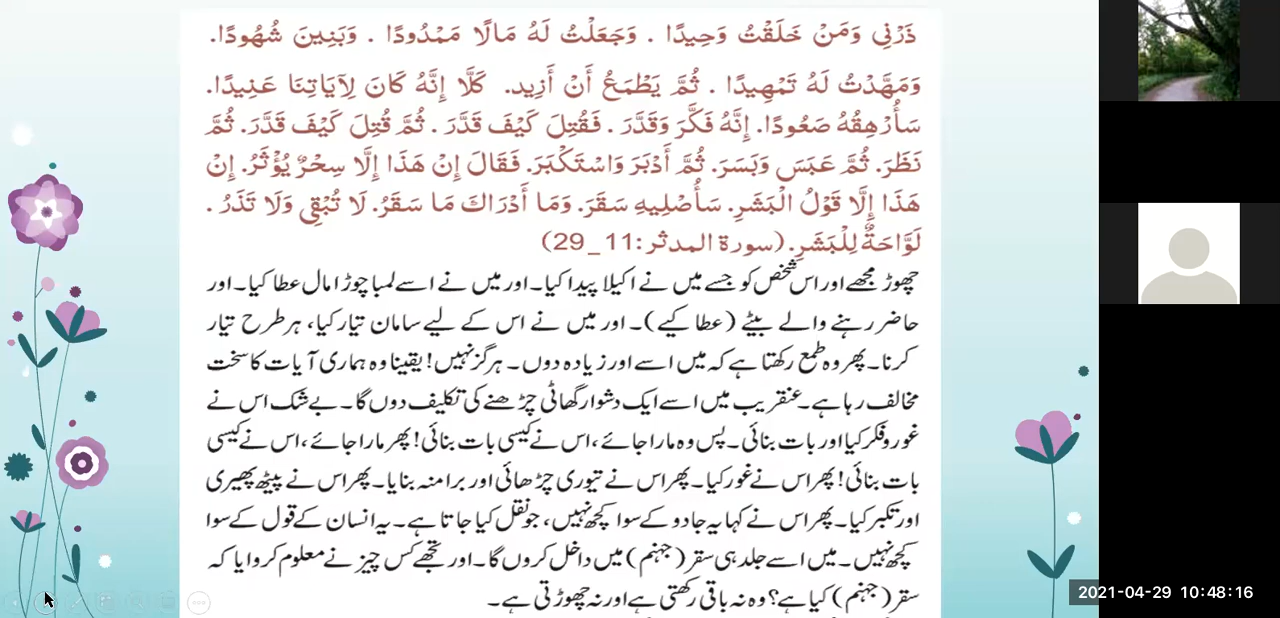 ذَرْنِى وَمَنْ خَلَقْتُ وَحِيدًا . وَجَعَلْتُ لَهُ مَالًا مَمْدُودًا . وَبَنِينَ شُهُودًا.
وَمَهَّدْتُ لَهُ تَمْهِيدًا . ثُمَّ يَطْمَعُ أَنْ أَزِيد. كَلَّا إِنَّهُ كَانَ لِآيَاتِنَا عَنِيدًا.
سَأُرْهِقُهُ صَعُودًا. إِنَّهُ فَكَّرَ وَقَدَّرَ . فَقُتِلَ كَيْفَ قَدَّرَ . ثُمَّ قُتِلَ كَيْفَ قَدَّرَ. ثُمَّ
نَظَرَ. ثُمَّ عَبَسَ وَبَسَرَ. ثُمَّ أَدْبَرَ وَاسْتَكْبَرَ. فَقَالَ إِنْ هَذَا إِلَّا سِحْرٌ يُؤْثَرُ. إِنْ
هَذَا إِلَّا قَوْلُ الْبَشَرِ. سَأُصْلِيهِ سَقَرَ. وَمَا أَدْرَاكَ مَا سَقَرُ. لَا تُبْقِى وَلَا تَذَرُ .
لَوَّاحَةٌ لِلْبَشَرِ. (سورة المدثر:11_29)
چھوڑ مجھے اور اس شخص کو جسے میں نے اکیلا پیدا کیا۔ اور میں نے اسے لمبا چوڑا مال عطا کیا۔ اور
حاضر رہنے والے بیٹے (عطا کیے)۔ اور میں نے اس کے لیے سامان تیار کیا، ہر طرح تیار
کرنا۔ پھر وہ طمع رکھتا ہے کہ میں اسے اور زیادہ دوں۔ ہرگز نہیں! یقینا وہ ہماری آیات کا سخت
مخالف رہا ہے۔ عنقریب میں اسے ایک دشوار گھاٹی چڑھنے کی تکلیف دوں گا۔ بے شک اس نے
غور و فکر کیا اور بات بنائی۔ پس وہ مارا جائے، اس نے کیسی بات بنائی! پھر مارا جائے، اس نے کیسی
بات بنائی! پھر اس نے غور کیا۔ پھر اس نے تیوری چڑھائی اور برا منہ بنایا۔ پھر اس نے پیٹھ پھیری
اور تکبر کیا۔ پھر اس نے کہا یہ جادو کے سوا کچھ نہیں، جو نقل کیا جاتا ہے۔ یہ انسان کے قول کے سوا
کچھ نہیں۔ میں اسے جلد ہی سقر (جہنم) میں داخل کروں گا۔ اور تجھے کس چیز نے معلوم کروایا کہ
سقر (جہنم) کیا ہے؟ وہ نہ باقی رکھتی ہے اور نہ چھوڑتی ہے۔
2021-04-29 10:48:16